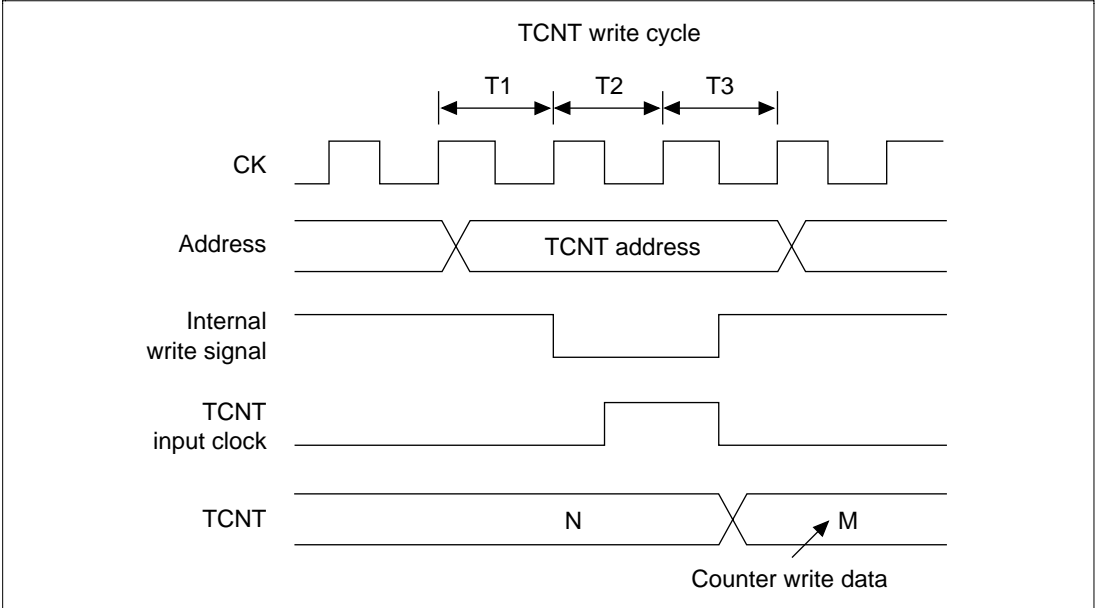 TCNT write cycle
T1 T2 T3
CK
Address
TCNT address
Internal
write signal
TCNT
input clock
TCNT
N
M
Counter write data